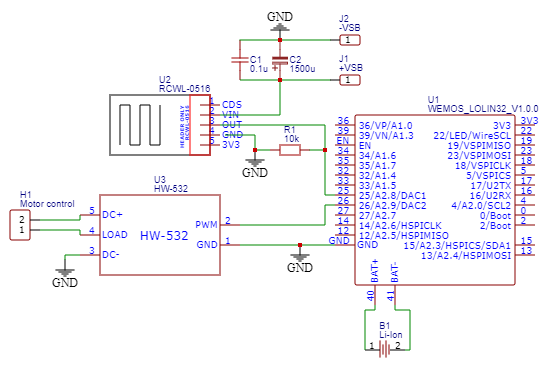 GND
J2
-VSB
1
J1
+VSB
1
C1
0.1u
C2
1500u
U2
RCWL-0516
HEADER ONLY
RCWL-0516
1 CDS
2 VIN
3 OUT
4 GND
5 3V3
R1
10k
GND
U1
WEMOS_LOLIN32_V1.0.0
36 36/VP/A1.0
39 39/VN/A1.3
EN EN
34 34/A1.6
35 35/A1.7
32 32/A1.4
33 33/A1.5
25 25/A2.8/DAC1
26 26/A2.9/DAC2
27 27/A2.7
14 14/A2.6/HSPICLK
12 12/A2.5/HSPIMISO
GND GND
3V3 3V3
22/LED/WireSCL 22
19/VSPIMISO 19
23/VSPIMOSI 23
18/VSPICLK 18
5/VSPICS 5
17/U2TX 17
16/U2RX 16
4/A2.0/SCL2 4
0/Boot 0
2/Boot 2
15/A2.3/HSPICS/SDA1 15
13/A2.4/HSPIMOSI 13
BAT+ 40
BAT- 41
H1
Motor control
2
1
U3
HW-532
HW-532
5 DC+
4 LOAD
3 DC-
PWM 2
GND 1
GND
GND
B1
Li-Ion
1 2